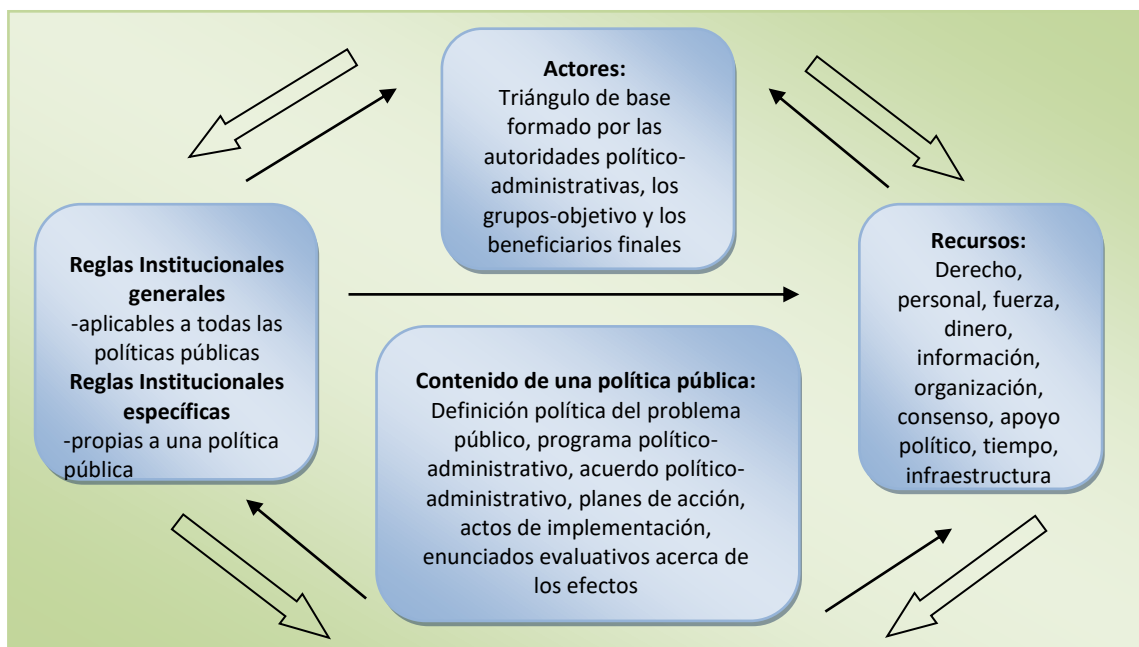 Actores:
Triángulo de base
formado por las
autoridades político-
administrativas, los
grupos-objetivo y los
beneficiarios finales
Reglas Institucionales
generales
-aplicables a todas las
políticas públicas
Reglas Institucionales
específicas
-propias a una política
pública
Recursos:
Derecho,
personal, fuerza,
dinero,
información,
organización,
consenso, apoyo
político, tiempo,
infraestructura
Contenido de una política pública:
Definición política del problema
público, programa político-
administrativo, acuerdo político-
administrativo, planes de acción,
actos de implementación,
enunciados evaluativos acerca de
los efectos